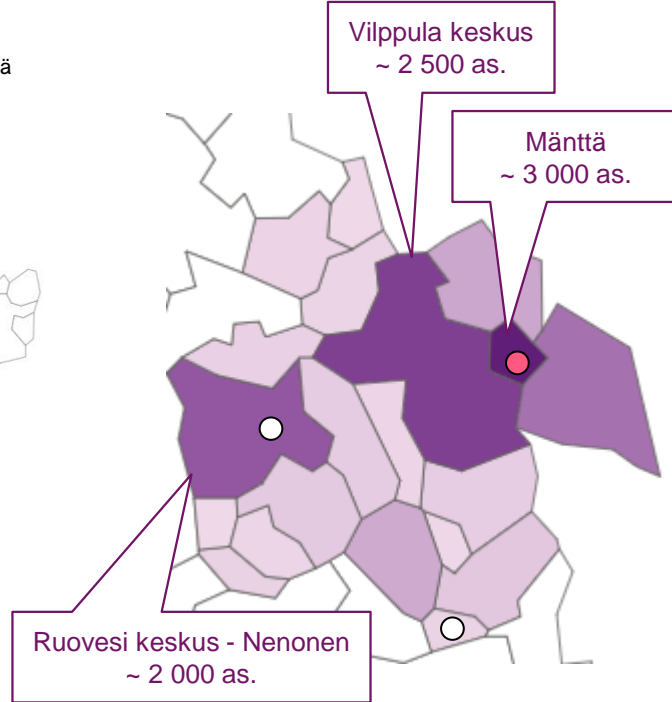 Vilppula keskus
~ 2 500 as.
ä
Mänttä
~ 3 000 as.
Ruovesi keskus - Nenonen
~ 2 000 as.